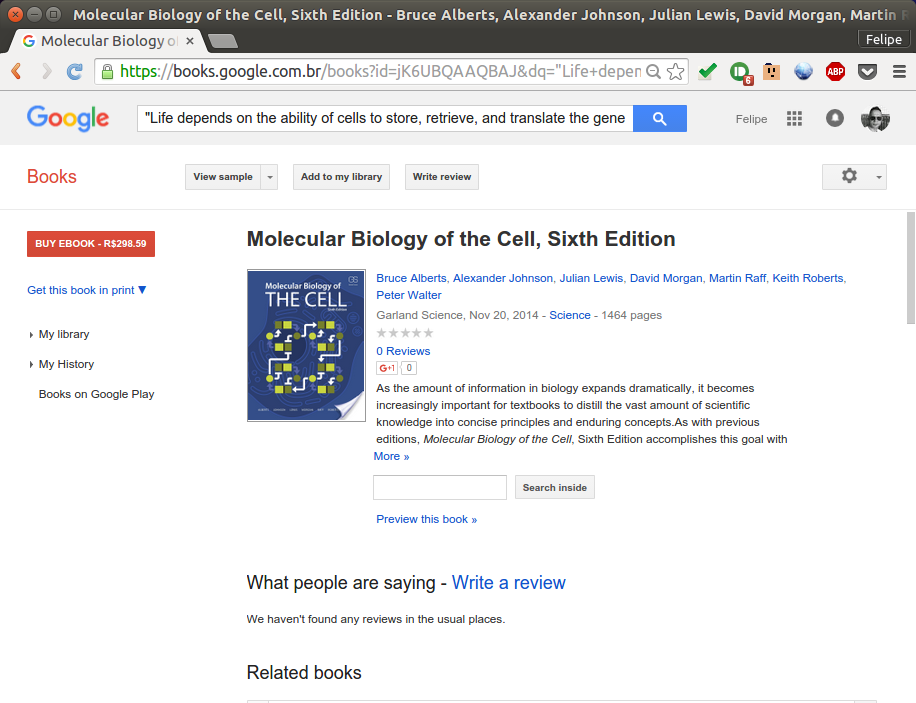 Molecular Biology of the Cell, Sixth Edition - Bruce Alberts, Alexander Johnson, Julian Lewis, David Morgan, Martin R
Molecular Biology o
Felipe
https://books.google.com.br/books?id=jK6UBQAAQBAJ&dq="Life+depen
6
ABP
Google
"Life depends on the ability of cells to store, retrieve, and translate the gene
Felipe
Books
View sample
Add to my library
Write review
BUY EBOOK - R$298.59
Get this book in print ▼
My library
My History
Books on Google Play
Molecular Biology of the Cell, Sixth Edition
GS
Molecular Biology of
THE CELL
Sixth Edition
Bruce Alberts, Alexander Johnson, Julian Lewis, David Morgan, Martin Raff, Keith Roberts,
Peter Walter
Garland Science, Nov 20, 2014 - Science - 1464 pages
0 Reviews
G+1 0
As the amount of information in biology expands dramatically, it becomes
increasingly important for textbooks to distill the vast amount of scientific
knowledge into concise principles and enduring concepts.As with previous
editions, Molecular Biology of the Cell, Sixth Edition accomplishes this goal with
More »
Search inside
Preview this book »
What people are saying - Write a review
We haven't found any reviews in the usual places.
Related books